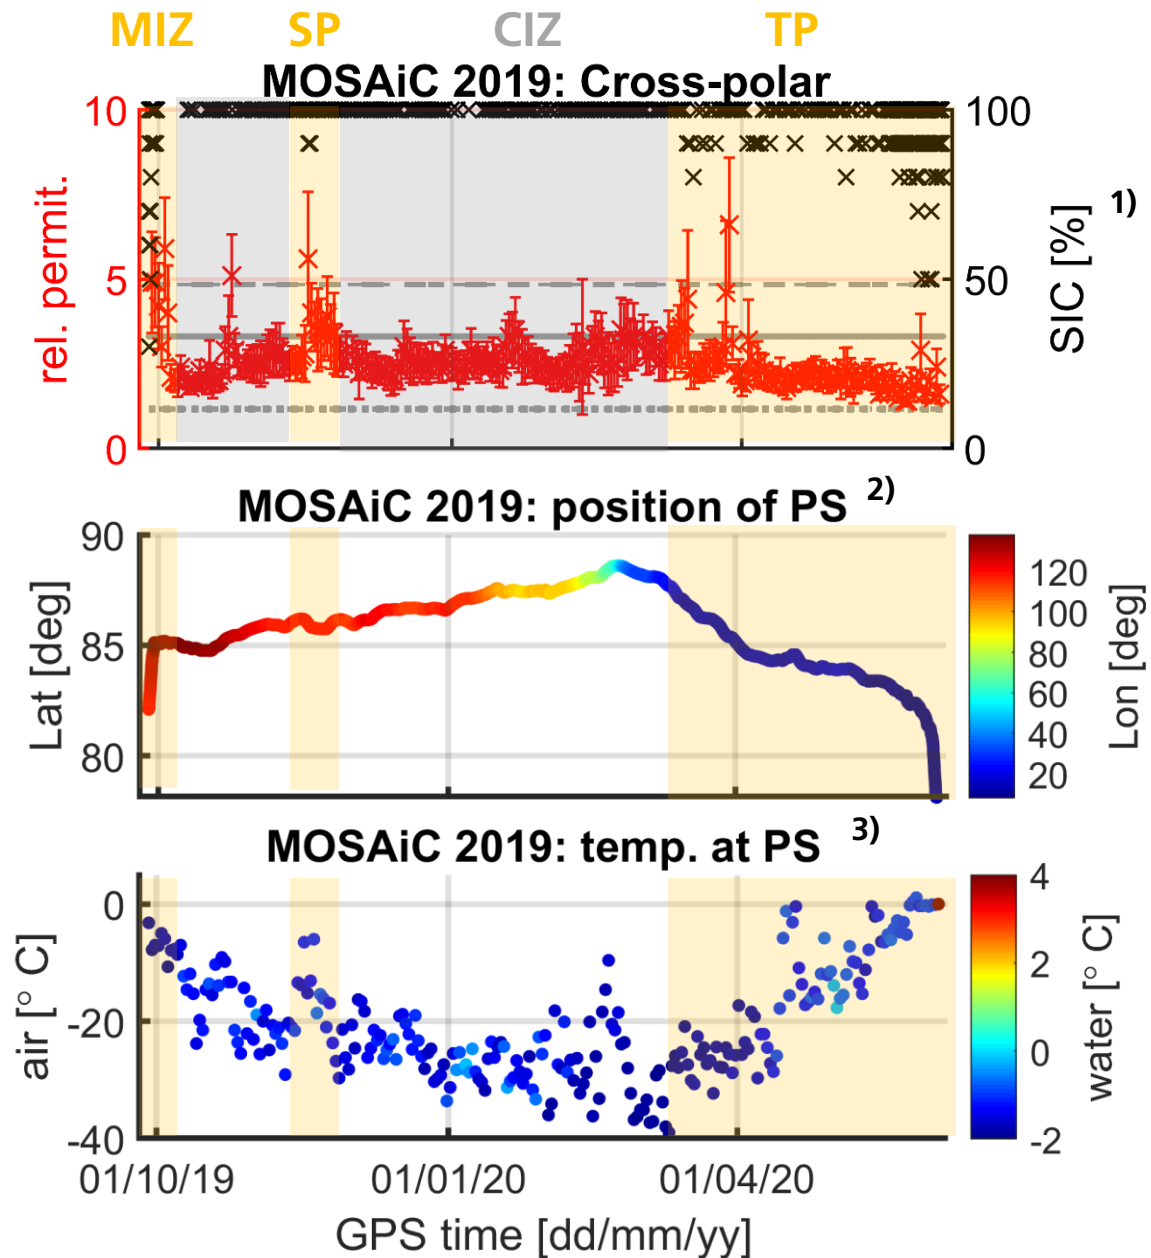 MIZ SP CIZ TP
MOSAiC 2019: Cross-polar
10 100
5 50
0 0
rel. permit.
SIC [%] 1)
MOSAiC 2019: position of PS 2)
90
85
80
Lat [deg]
120
100
80
60
40
20
Lon [deg]
MOSAiC 2019: temp. at PS 3)
0
-20
-40
air [° C]
4
2
0
-2
water [° C]
01/10/19 01/01/20 01/04/20
GPS time [dd/mm/yy]